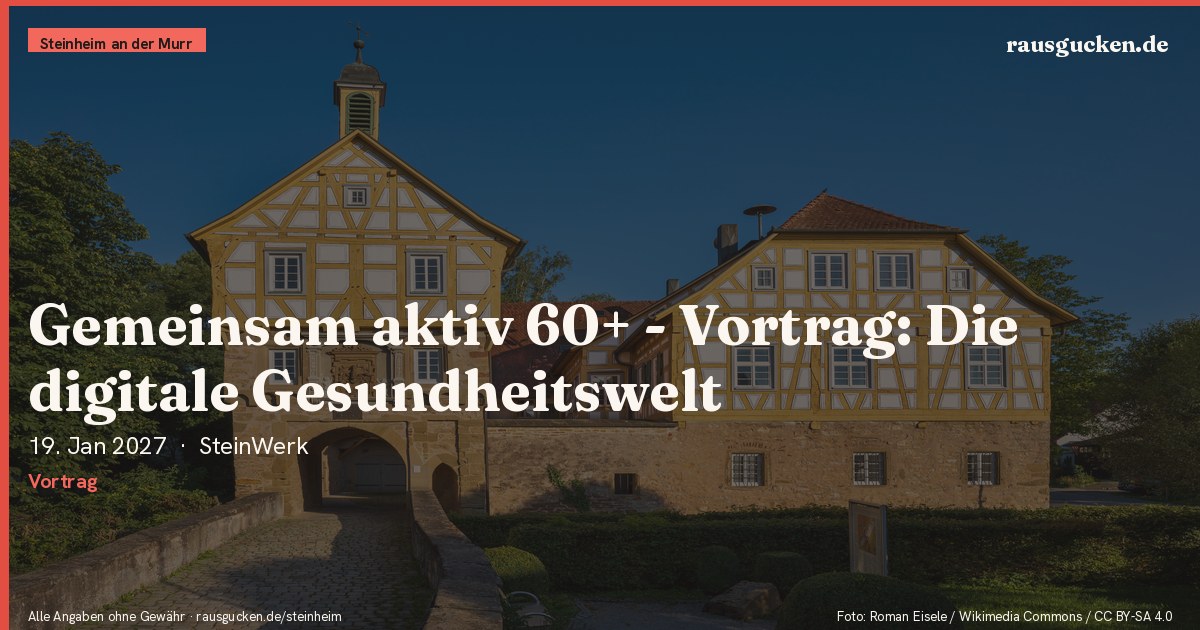 Steinheim an der Murr
rausgucken.de
Gemeinsam aktiv 60+ - Vortrag: Die
digitale Gesundheitswelt
19. Jan 2027 · SteinWerk
Vortrag
Alle Angaben ohne Gewähr · rausgucken.de/steinheim
Foto: Roman Eisele / Wikimedia Commons / CC BY-SA 4.0